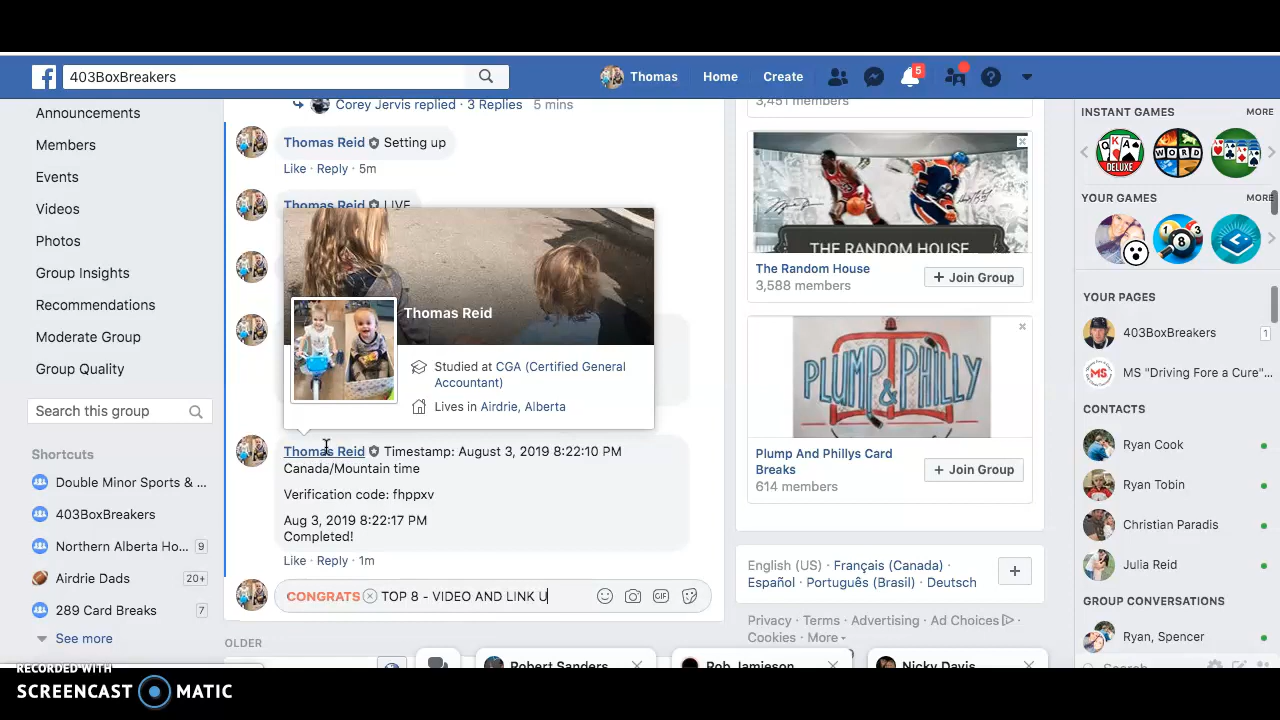 403BoxBreakers
Thomas
Home
Create
5
Announcements
Members
Events
Videos
Photos
Group Insights
Recommendations
Moderate Group
Group Quality
Search this group
Shortcuts
Double Minor Sports & ...
403BoxBreakers
Northern Alberta Ho... 9
Airdrie Dads 20+
289 Card Breaks 7
See more
Corey Jervis replied · 3 Replies 5 mins
Thomas Reid Setting up
Like · Reply · 5m
Thomas Reid LIVE
Thomas Reid
Studied at CGA (Certified General
Accountant)
Lives in Airdrie, Alberta
Thomas Reid Timestamp: August 3, 2019 8:22:10 PM
Canada/Mountain time
Verification code: fhppxv
Aug 3, 2019 8:22:17 PM
Completed!
Like · Reply · 1m
CONGRATS TOP 8 - VIDEO AND LINK U
GIF
OLDER
3,451 members
THE RANDOM HOUSE
The Random House
3,588 members
+ Join Group
PLUMP & PHILLY
Plump And Phillys Card
Breaks
614 members
+ Join Group
English (US) · Français (Canada) ·
Español · Português (Brasil) · Deutsch
Privacy · Terms · Advertising · Ad Choices ·
Cookies · More
Robert Sanders
Rob Jamieson
Nicky Davis
INSTANT GAMES MORE
DELUXE
WORD
YOUR GAMES MORE
YOUR PAGES
403BoxBreakers 1
MS "Driving Fore a Cure"...
CONTACTS
Ryan Cook
Ryan Tobin
Christian Paradis
Julia Reid
GROUP CONVERSATIONS
Ryan, Spencer
Search
RECORDED WITH
SCREENCAST MATIC